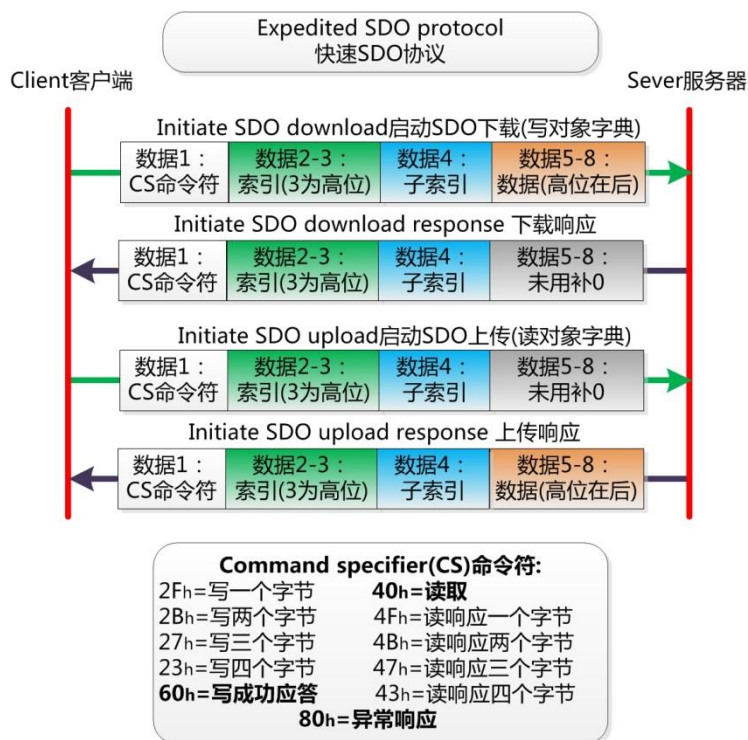 Expedited SDO protocol
快速SDO协议
Client客户端
Sever服务器
Initiate SDO download启动SDO下载(写对象字典)
数据1：
CS命令符
数据2-3：
索引(3为高位)
数据4：
子索引
数据5-8：
数据(高位在后)
Initiate SDO download response 下载响应
数据1：
CS命令符
数据2-3：
索引(3为高位)
数据4：
子索引
数据5-8：
未用补0
Initiate SDO upload启动SDO上传(读对象字典)
数据1：
CS命令符
数据2-3：
索引(3为高位)
数据4：
子索引
数据5-8：
未用补0
Initiate SDO upload response 上传响应
数据1：
CS命令符
数据2-3：
索引(3为高位)
数据4：
子索引
数据5-8：
数据(高位在后)
Command specifier(CS)命令符:
2Fh=写一个字节
40h=读取
2Bh=写两个字节
4Fh=读响应一个字节
27h=写三个字节
4Bh=读响应两个字节
23h=写四个字节
47h=读响应三个字节
60h=写成功应答
43h=读响应四个字节
80h=异常响应